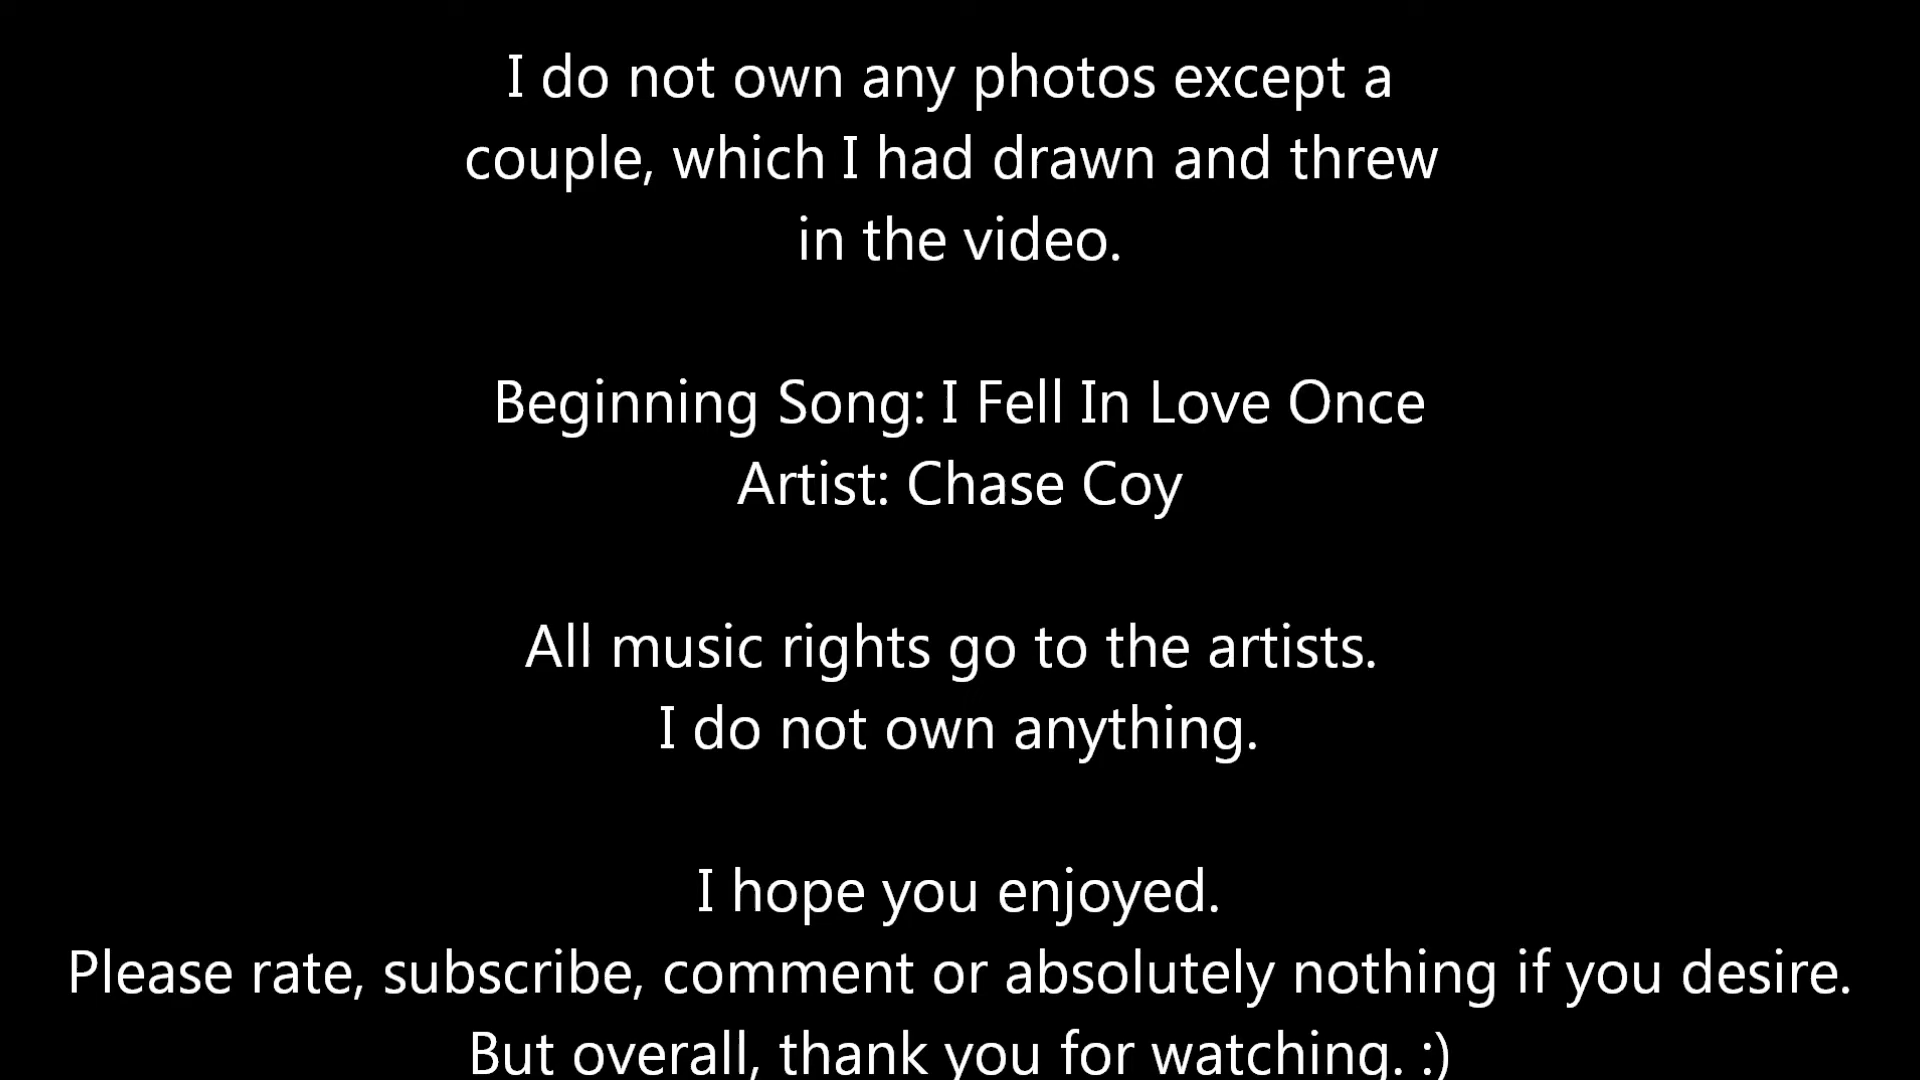 I do not own any photos except a
couple, which I had drawn and threw
in the video.
Beginning Song: I Fell In Love Once
Artist: Chase Coy
All music rights go to the artists.
I do not own anything.
I hope you enjoyed.
Please rate, subscribe, comment or absolutely nothing if you desire.
But overall, thank you for watching. :)